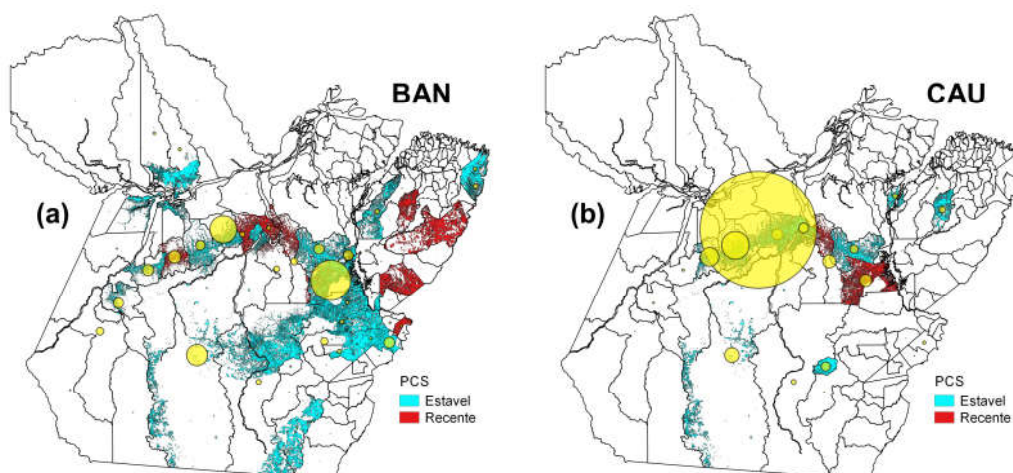 BAN
(a)
PCS
Estavel
Recente
CAU
(b)
PCS
Estavel
Recente